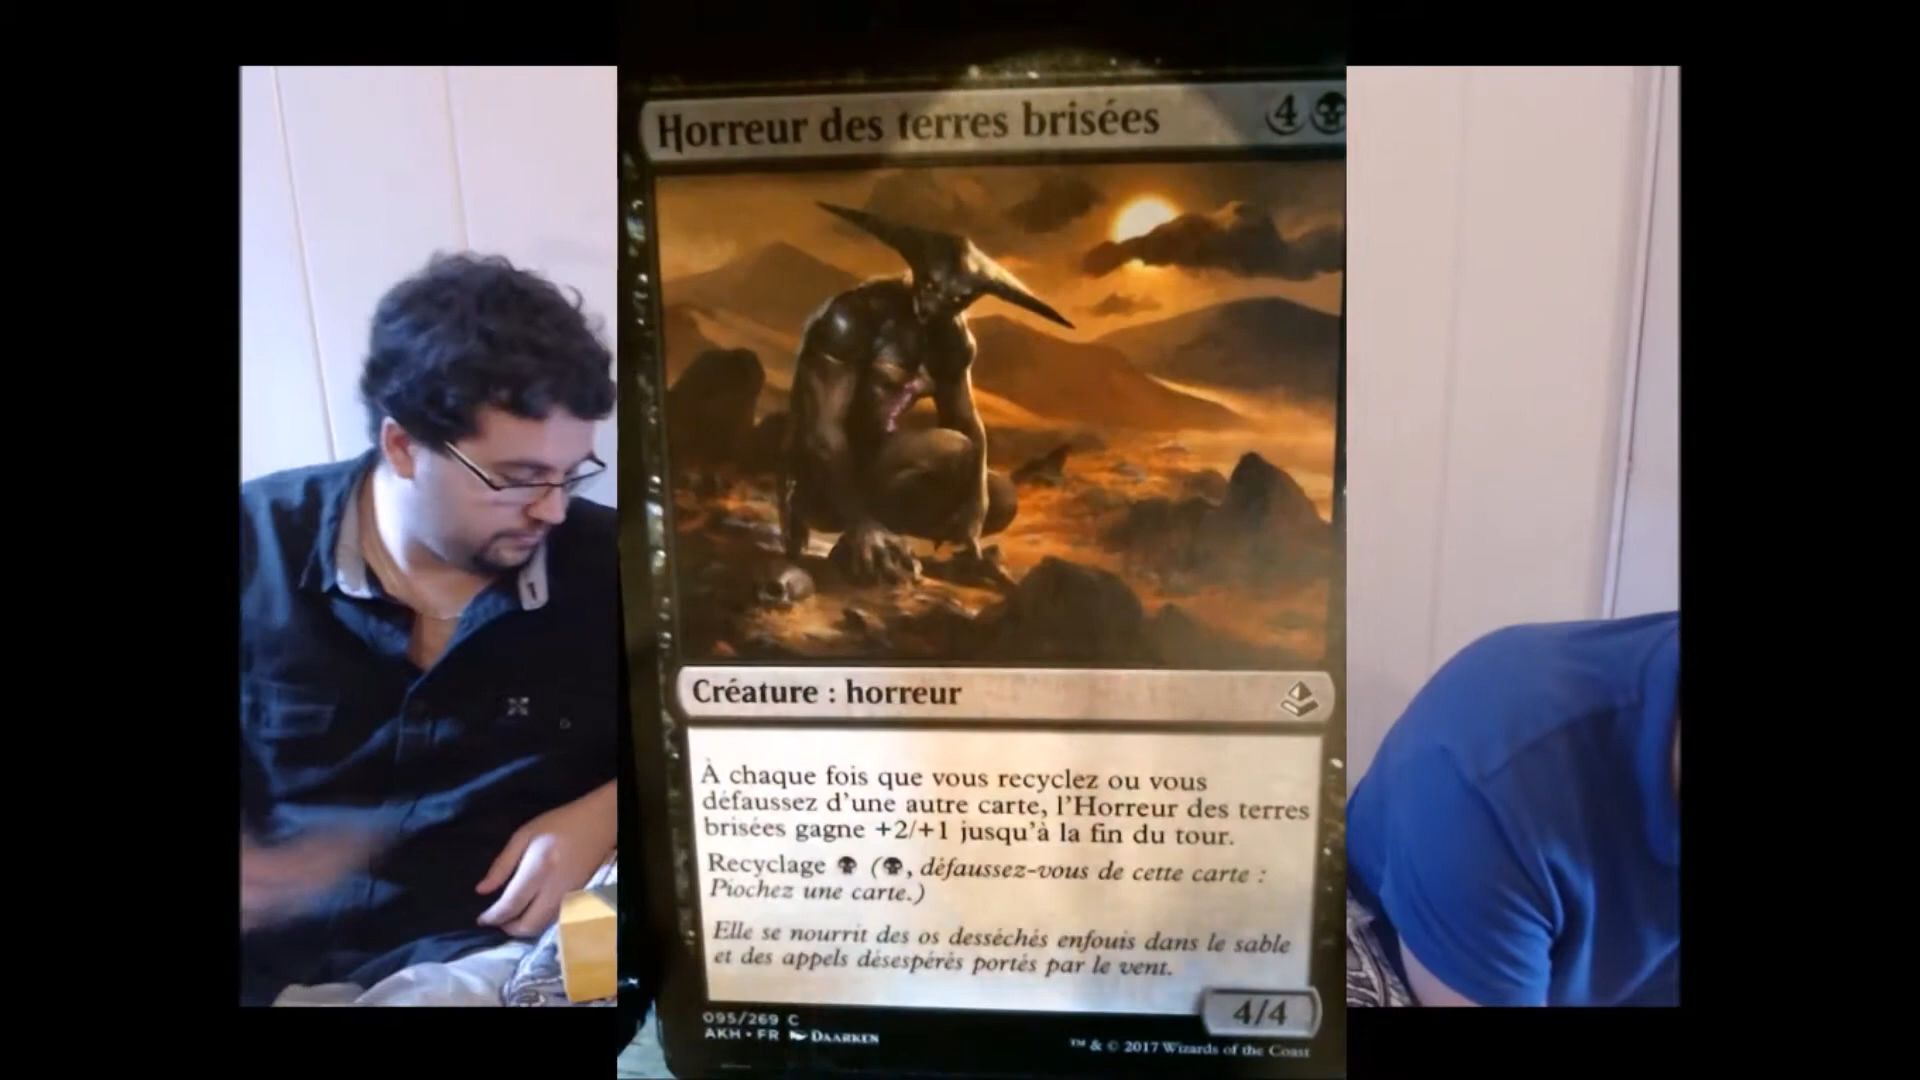 Horreur des terres brisées 4
Créature : horreur
À chaque fois que vous recyclez ou vous
défaussez d'une autre carte, l'Horreur des terres
brisées gagne +2/+1 jusqu'à la fin du tour.
Recyclage (, défaussez-vous de cette carte :
Piochez une carte.)
Elle se nourrit des os desséchés enfouis dans le sable
et des appels désespérés portés par le vent.
4/4
095/269 C
AKH • FR DAARKEN
™ & © 2017 Wizards of the Coast